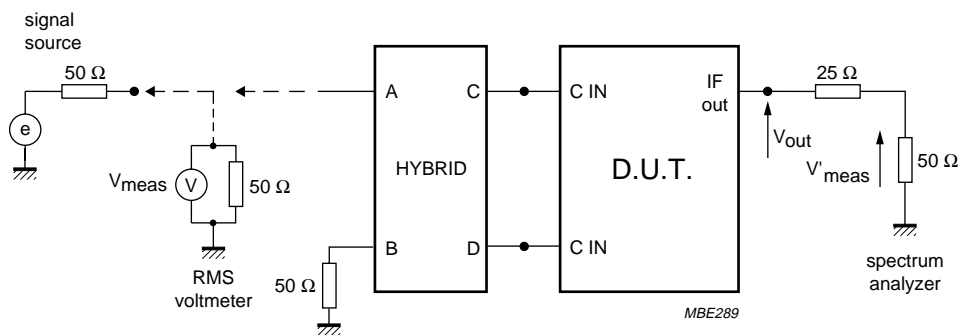 signal
source
50 Ω
e
Vmeas
V
50 Ω
RMS
voltmeter
A
C
HYBRID
B
D
50 Ω
C IN
IF
out
D.U.T.
C IN
25 Ω
Vout
V'meas
50 Ω
spectrum
analyzer
MBE289